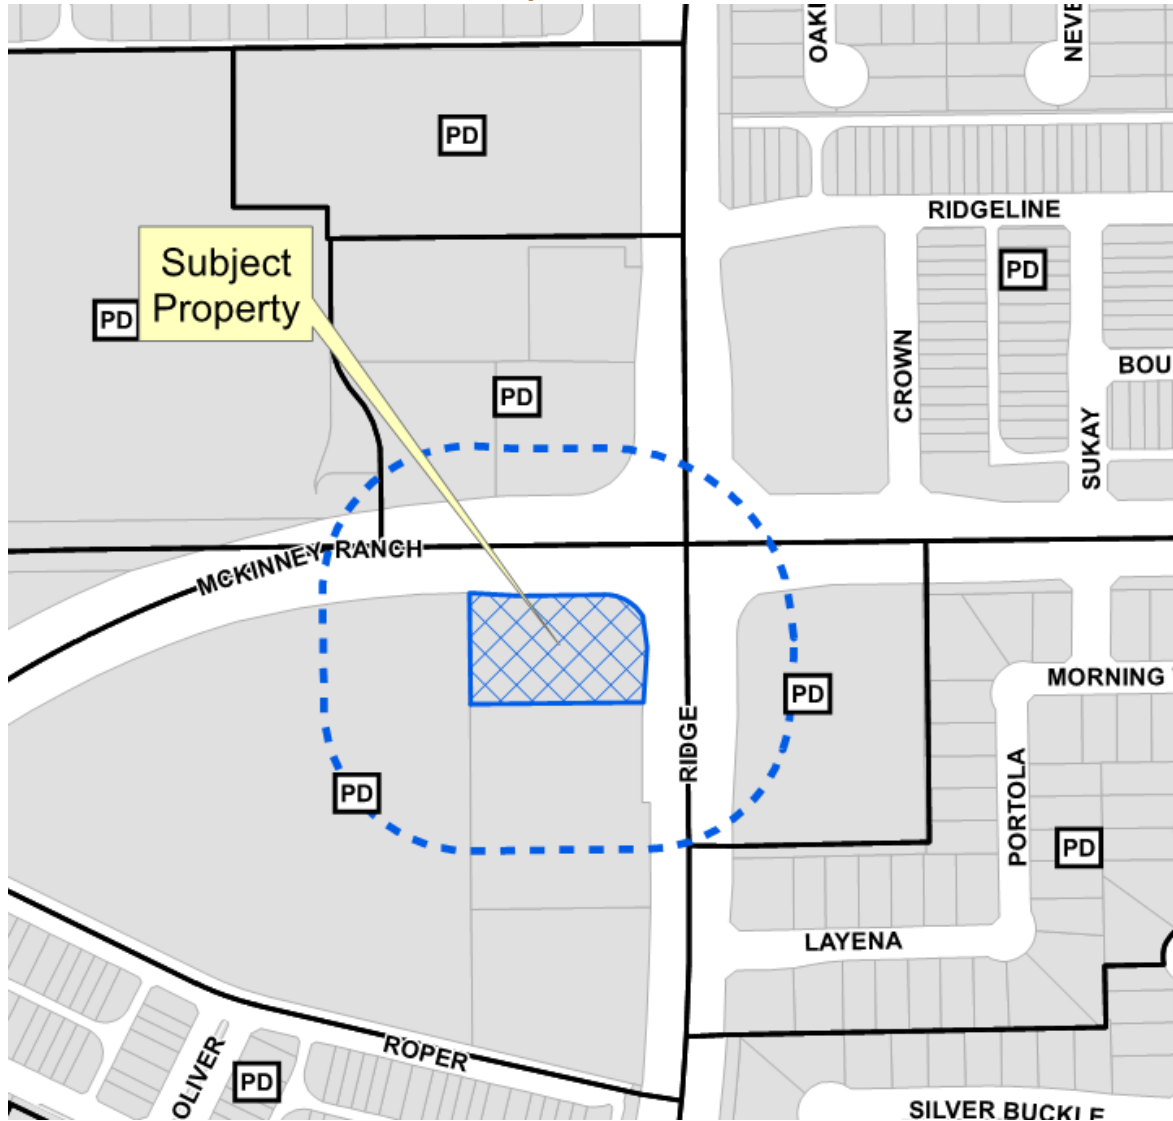 OAKI
NEVE
PD
RIDGELINE
Subject
Property
PD
PD
CROWN
BOU
PD
SUKAY
MCKINNEY RANCH
MORNING
PD
RIDGE
PORTOLA
PD
PD
LAYENA
ROPER
OLIVER
PD
SILVER BUCKLE